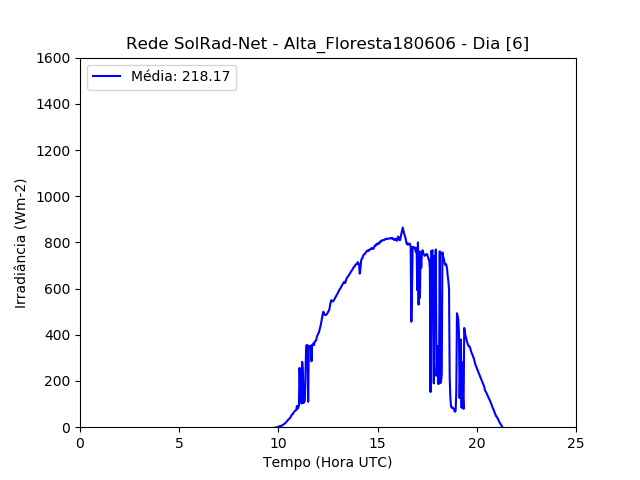 Rede SolRad-Net - Alta_Floresta180606 - Dia [6]
Média: 218.17
Irradiância (Wm-2)
1600
1400
1200
1000
800
600
400
200
0
0 5 10 15 20 25
Tempo (Hora UTC)